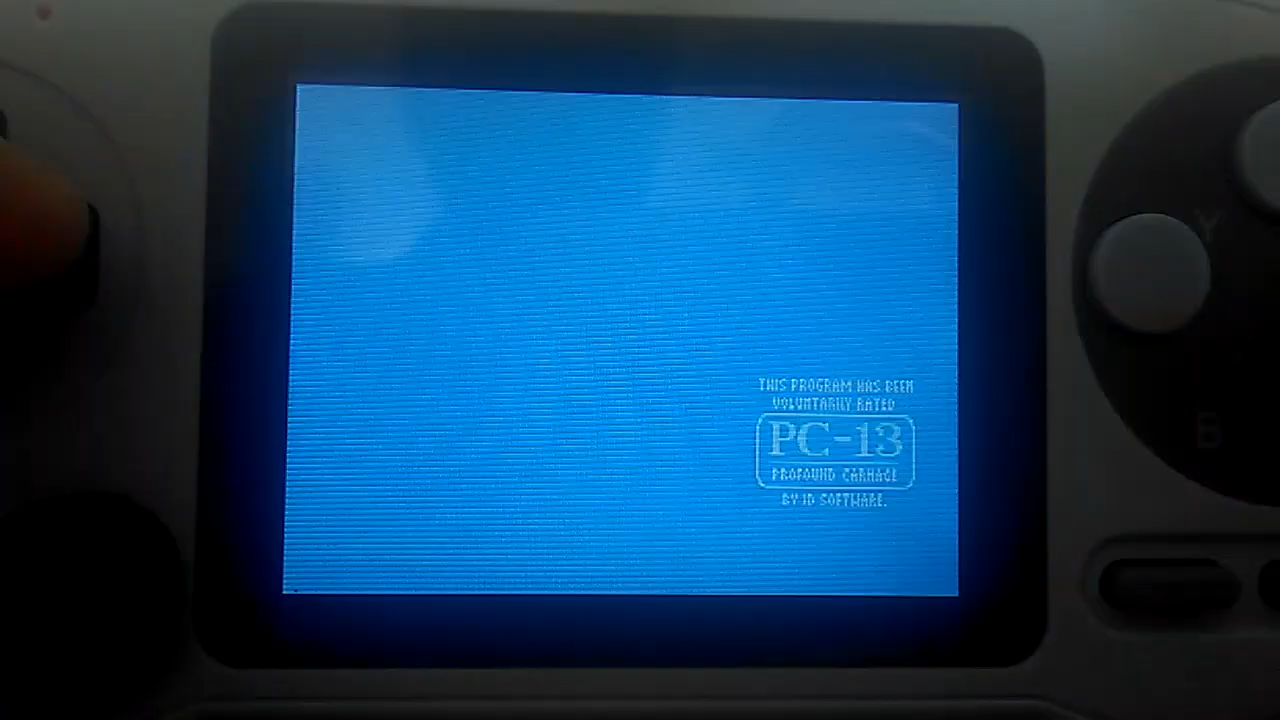 THIS PROGRAM HAS BEEN
VOLUNTARILY RATED
PC-13
PROFOUND CARNAGE
BY ID SOFTWARE.
Y
B